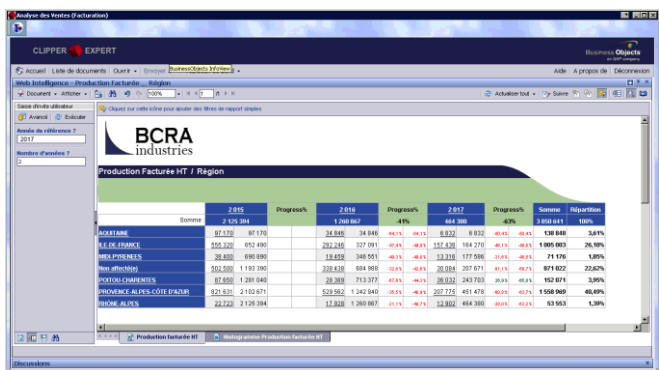 Analyse des Ventes (Facturation)
CLIPPER EXPERT
Business Objects
an SAP company
Accueil Liste de documents Ouvrir Envoyer BusinessObjects InfoView
Aide A propos de Déconnexion
Web Intelligence - Production Facturée _ Région
Document Afficher 100% 1 Actualiser tout Suivre
Saisie d'invite utilisateur
Cliquez sur cette icône pour ajouter des filtres de rapport simples
Avancé Exécuter
Année de référence ?
2017
Nombre d'années ?
BCRA
industries
Production Facturée HT / Région
2015 Progress% 2016 Progress% 2017 Progress% Somme Répartition
Somme 2 125 394 1 260 867 -41% 464 380 -63% 3 850 641 100%
AQUITAINE 97 170 97 170 34 846 34 846 6 832 6 832 138 848 3,61%
ILE-DE-FRANCE 555 320 652 490 292 246 327 091 157 438 164 270 1 005 003 26,10%
MIDI-PYRENEES 38 400 690 890 19 459 346 551 13 316 177 586 71 176 1,85%
Non affecté(e) 502 500 1 193 390 338 438 684 988 30 084 207 671 871 022 22,62%
POITOU-CHARENTES 87 650 1 281 040 28 389 713 377 36 032 243 703 152 071 3,95%
PROVENCE-ALPES-CÔTE D'AZUR 821 631 2 102 671 529 562 1 242 940 207 775 451 478 1 558 969 40,49%
RHÔNE-ALPES 22 723 2 125 394 17 928 1 260 867 12 902 464 380 53 553 1,39%
Production facturée HT Histogramme Production facturée HT
Discussions